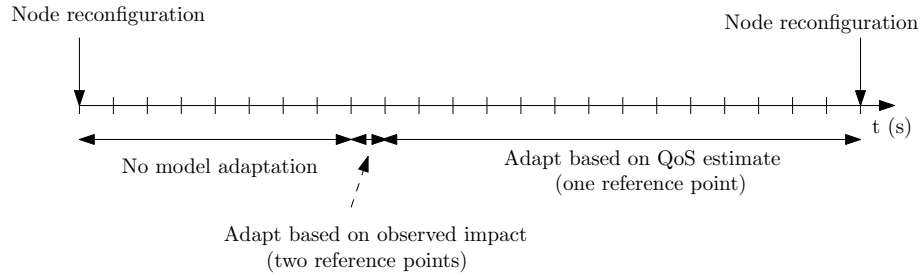 Node reconfiguration
Node reconfiguration
t (s)
No model adaptation
Adapt based on QoS estimate
(one reference point)
Adapt based on observed impact
(two reference points)